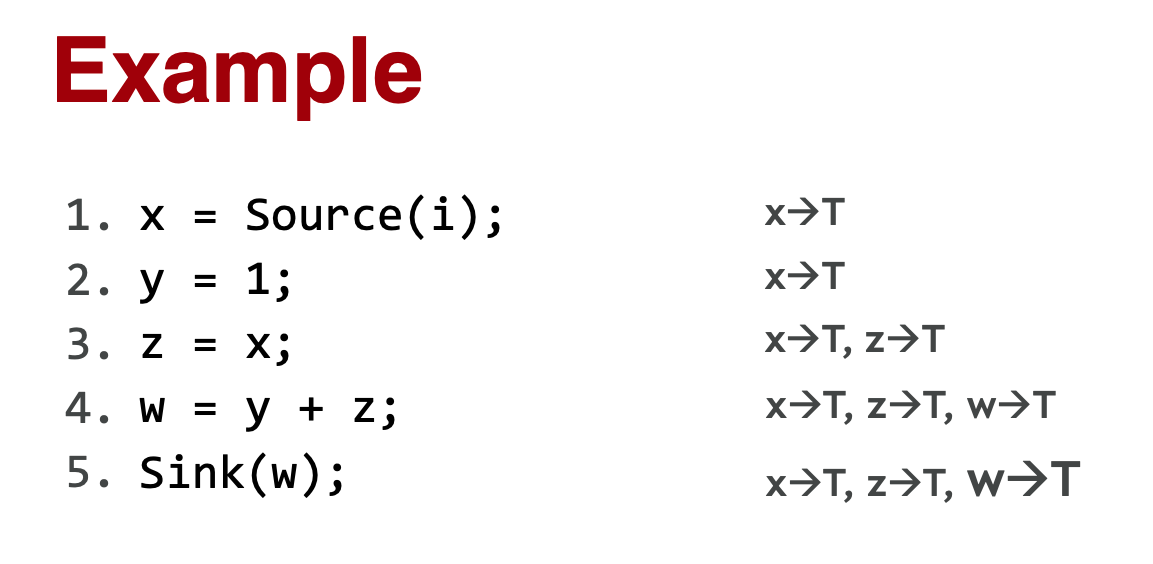 Example
1. x = Source(i); x→T
2. y = 1; x→T
3. z = x; x→T, z→T
4. w = y + z; x→T, z→T, w→T
5. Sink(w); x→T, z→T, w→T